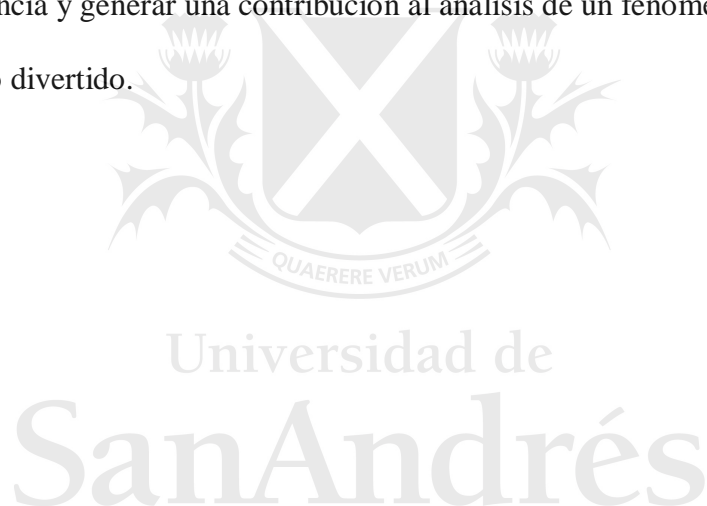 ncia y generar una contribución al análisis de un fenóme
divertido.
QUAERERE VERUM
Universidad de
SanAndrés